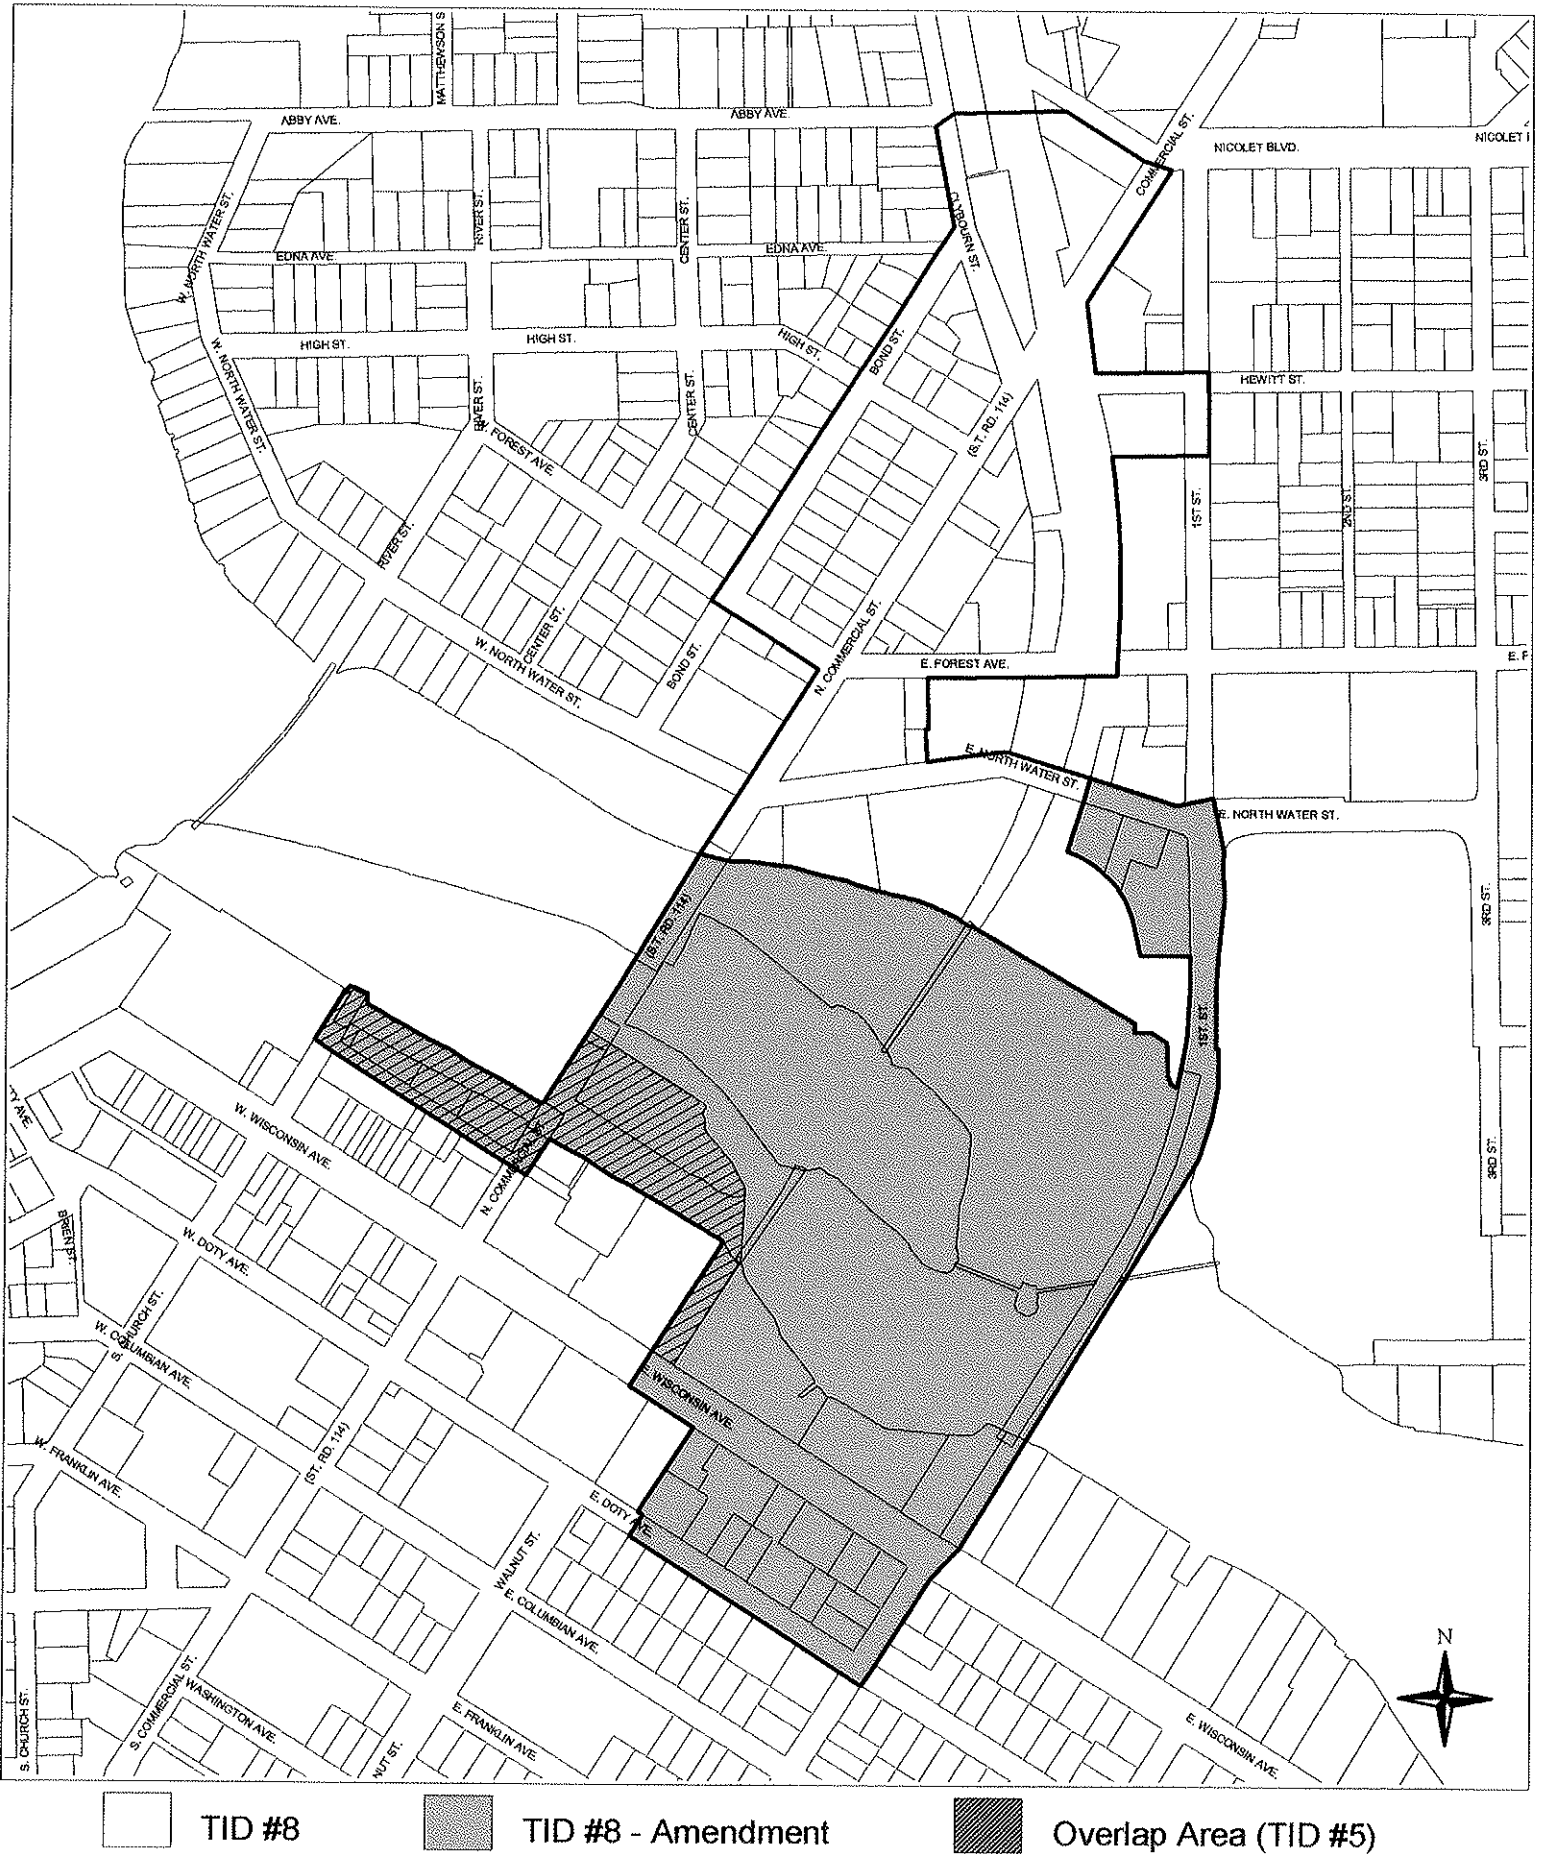 MATTHEWSON S
ABBY AVE.
ABBY AVE.
COMMERCIAL ST.
NICOLET BLVD.
NICOLET
W. NORTH WATER ST.
RIVER ST.
CENTER ST.
CLYBOURN ST.
EDNA AVE.
EDNA AVE.
HIGH ST.
HIGH ST.
HIGH ST.
BOND ST.
W. NORTH WATER ST.
RIVER ST.
CENTER ST.
(S.T. RD. 114)
HEWITT ST.
W. FOREST AVE.
3RD ST.
2ND ST.
1ST ST.
RIVER ST.
CENTER ST.
W. NORTH WATER ST.
BOND ST.
N. COMMERCIAL ST.
E. FOREST AVE.
E. F
E. NORTH WATER ST.
E. NORTH WATER ST.
(S.T. RD. 114)
3RD ST.
1ST. ST.
TY AVE.
W. WISCONSIN AVE.
N. COMMERCIAL ST.
3RD ST.
BRIEN ST.
W. DOTY AVE.
S. CHURCH ST.
W. COLUMBIAN AVE.
E. WISCONSIN AVE.
W. FRANKLIN AVE.
(ST. RD. 114)
E. DOTY AVE.
WALNUT ST.
E. COLUMBIAN AVE.
S. CHURCH ST.
S. COMMERCIAL ST.
WASHINGTON AVE.
E. FRANKLIN AVE.
NUT ST.
E. WISCONSIN AVE.
N
TID #8
TID #8 - Amendment
Overlap Area (TID #5)